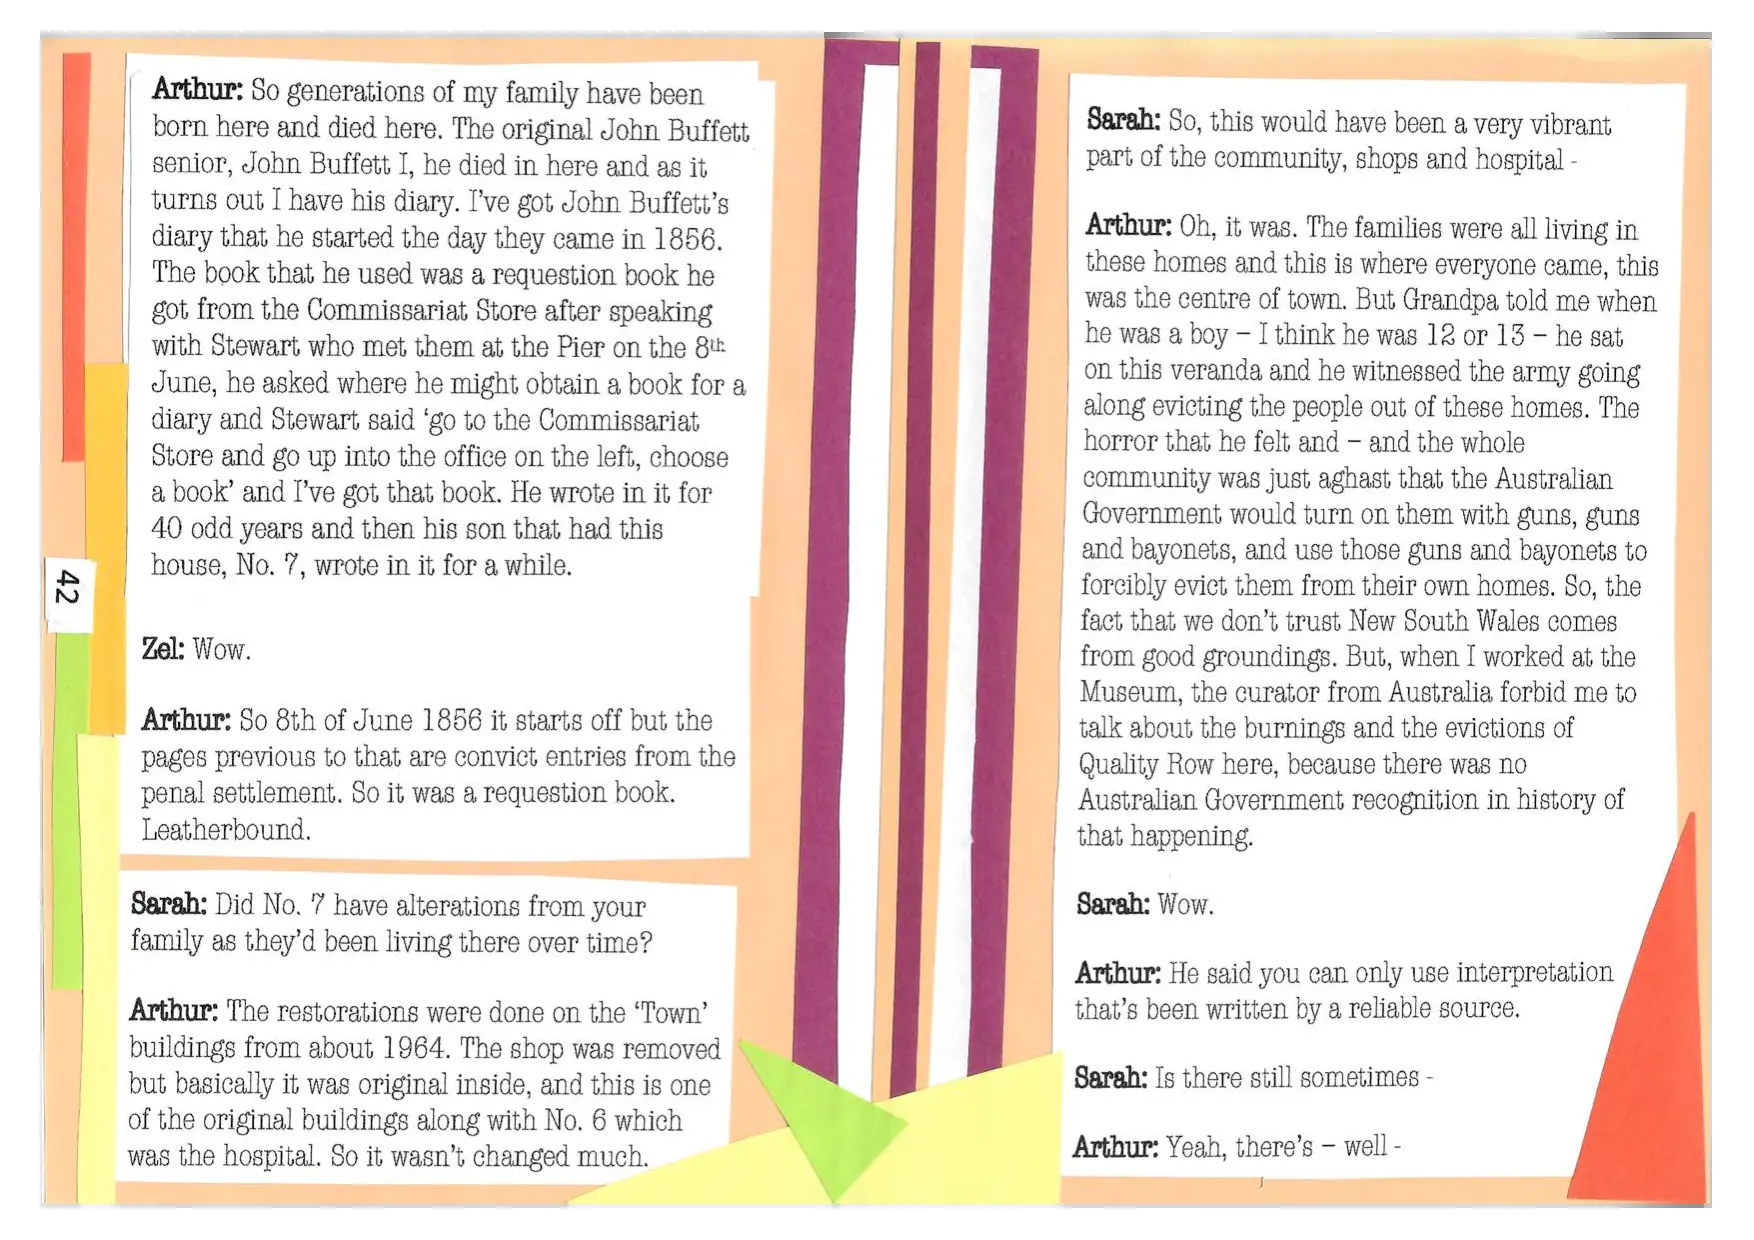 Arthur: So generations of my family have been
born here and died here. The original John Buffett
senior, John Buffett I, he died in here and as it
turns out I have his diary. I've got John Buffett's
diary that he started the day they came in 1856.
The book that he used was a requestion book he
got from the Commissariat Store after speaking
with Stewart who met them at the Pier on the 8th
June, he asked where he might obtain a book for a
diary and Stewart said 'go to the Commissariat
Store and go up into the office on the left, choose
a book' and I've got that book. He wrote in it for
40 odd years and then his son that had this
house, No. 7, wrote in it for a while.
Zel: Wow.
Arthur: So 8th of June 1856 it starts off but the
pages previous to that are convict entries from the
penal settlement. So it was a requestion book.
Leatherbound.
Sarah: Did No. 7 have alterations from your
family as they'd been living there over time?
Arthur: The restorations were done on the 'Town'
buildings from about 1964. The shop was removed
but basically it was original inside, and this is one
of the original buildings along with No. 6 which
was the hospital. So it wasn't changed much.
42
Sarah: So, this would have been a very vibrant
part of the community, shops and hospital -
Arthur: Oh, it was. The families were all living in
these homes and this is where everyone came, this
was the centre of town. But Grandpa told me when
he was a boy – I think he was 12 or 13 – he sat
on this veranda and he witnessed the army going
along evicting the people out of these homes. The
horror that he felt and – and the whole
community was just aghast that the Australian
Government would turn on them with guns, guns
and bayonets, and use those guns and bayonets to
forcibly evict them from their own homes. So, the
fact that we don't trust New South Wales comes
from good groundings. But, when I worked at the
Museum, the curator from Australia forbid me to
talk about the burnings and the evictions of
Quality Row here, because there was no
Australian Government recognition in history of
that happening.
Sarah: Wow.
Arthur: He said you can only use interpretation
that's been written by a reliable source.
Sarah: Is there still sometimes -
Arthur: Yeah, there's – well -